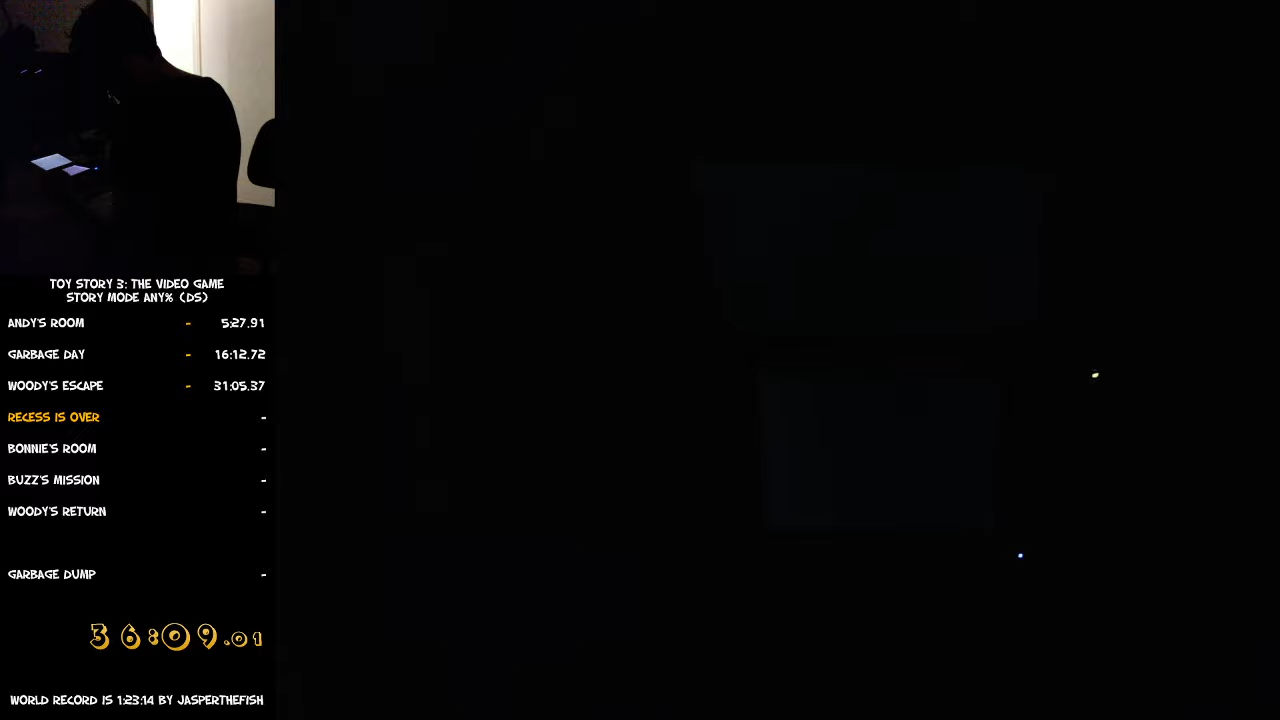 TOY STORY 3: THE VIDEO GAME
STORY MODE ANY% (DS)
ANDY'S ROOM - 5:27.91
GARBAGE DAY - 16:12.72
WOODY'S ESCAPE - 31:05.37
RECESS IS OVER -
BONNIE'S ROOM -
BUZZ'S MISSION -
WOODY'S RETURN -
GARBAGE DUMP -
36:09.01
WORLD RECORD IS 1:23:14 BY JASPERTHEFISH